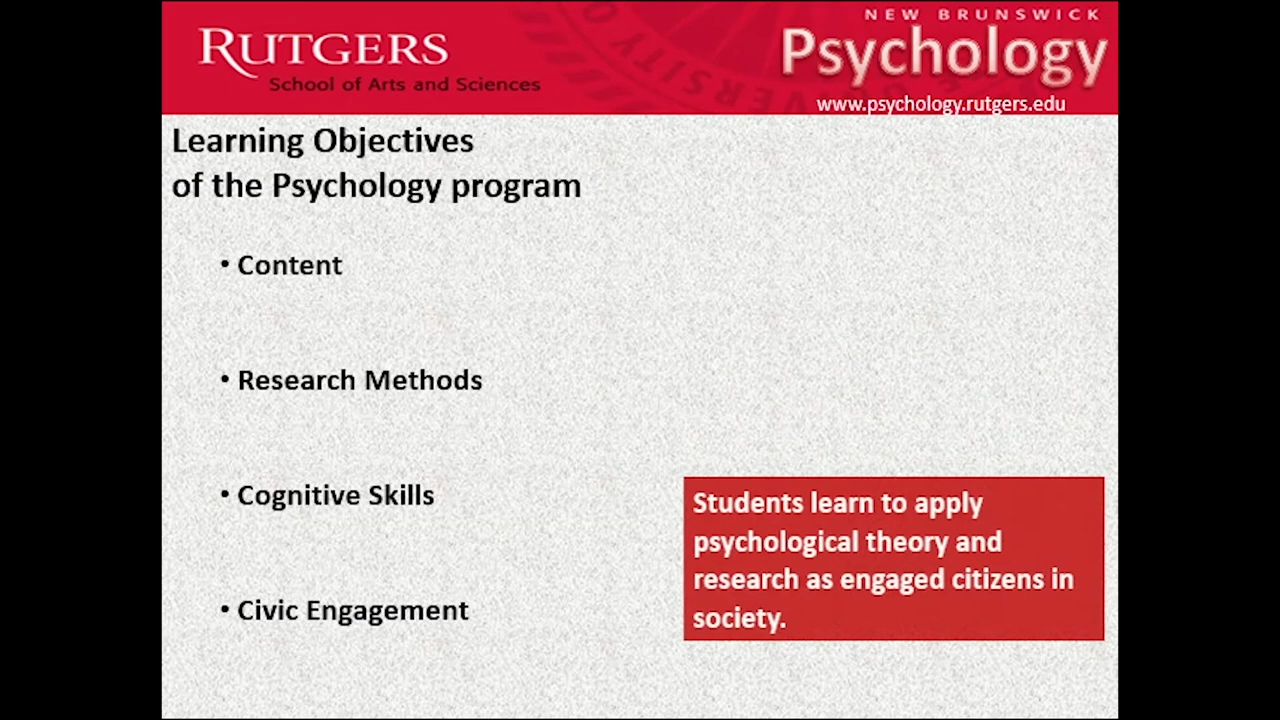 RUTGERS
School of Arts and Sciences
NEW BRUNSWICK
Psychology
www.psychology.rutgers.edu
Learning Objectives
of the Psychology program
• Content
• Research Methods
• Cognitive Skills
• Civic Engagement
Students learn to apply
psychological theory and
research as engaged citizens in
society.